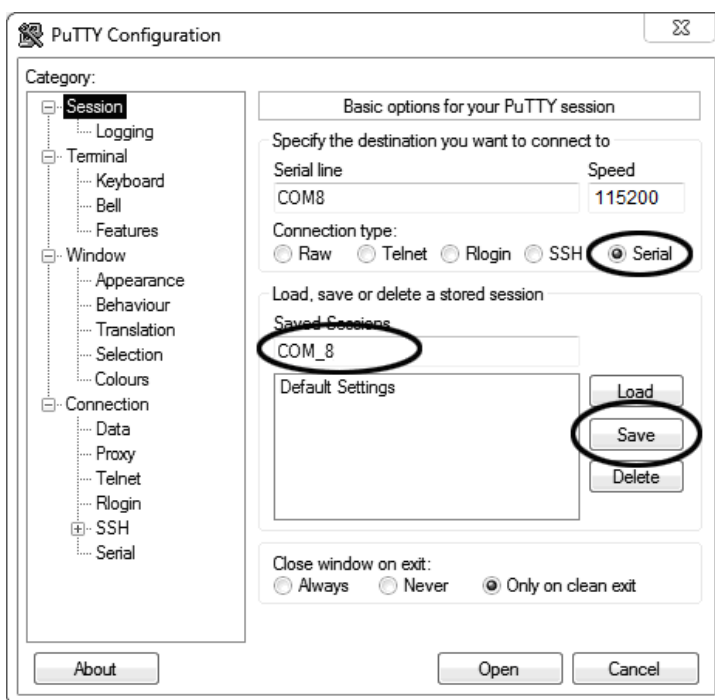 PuTTY Configuration
Category:
Session
Logging
Terminal
Keyboard
Bell
Features
Window
Appearance
Behaviour
Translation
Selection
Colours
Connection
Data
Proxy
Telnet
Rlogin
SSH
Serial
Basic options for your PuTTY session
Specify the destination you want to connect to
Serial line Speed
COM8 115200
Connection type:
Raw Telnet Rlogin SSH Serial
Load, save or delete a stored session
Saved Sessions
COM_8
Default Settings
Load
Save
Delete
Close window on exit:
Always Never Only on clean exit
About Open Cancel